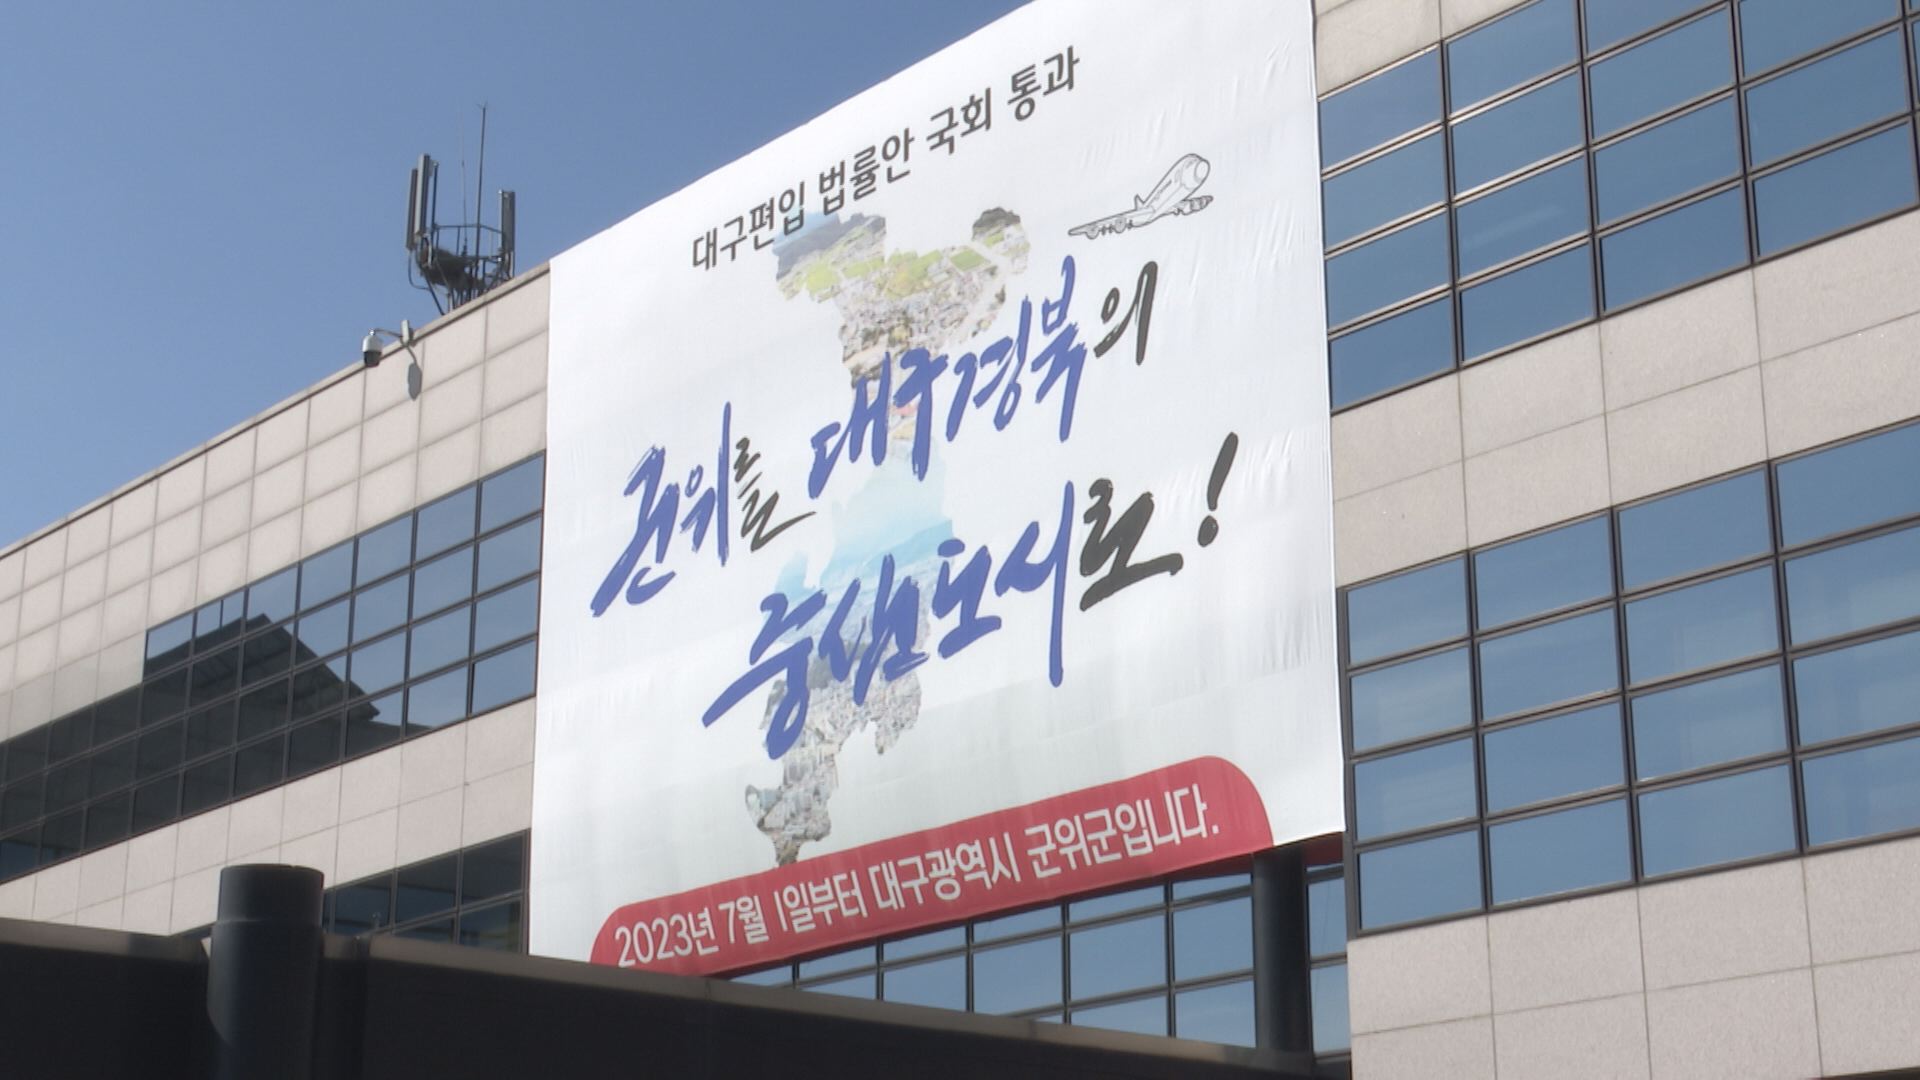 대구편입 법률안 국회 통과
군위를 대구경북의
중심도시로!
2023년 7월 1일부터 대구광역시 군위군입니다.